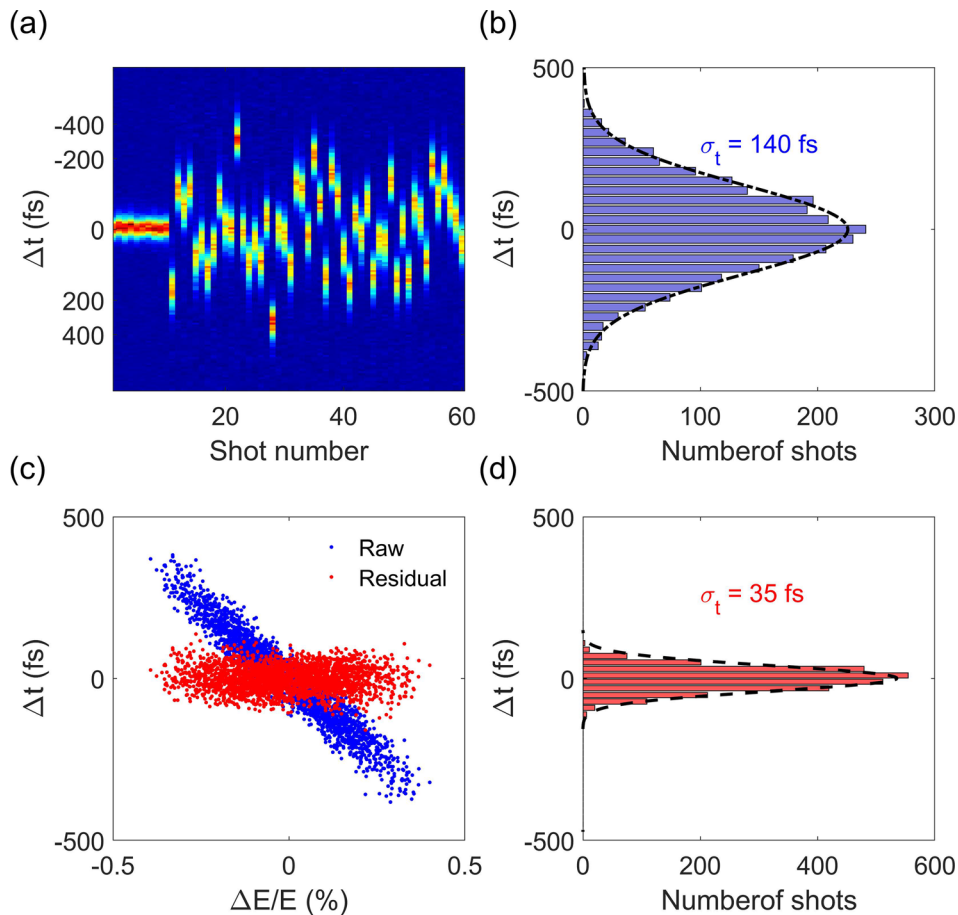 (a)
-400
-200
0
200
400
Δt (fs)
20
40
60
Shot number
(b)
500
0
-500
Δt (fs)
σt = 140 fs
0
100
200
300
Numberof shots
(c)
500
0
-500
Δt (fs)
Raw
Residual
-0.5
0
0.5
ΔE/E (%)
(d)
500
0
-500
Δt (fs)
σt = 35 fs
0
200
400
600
Numberof shots